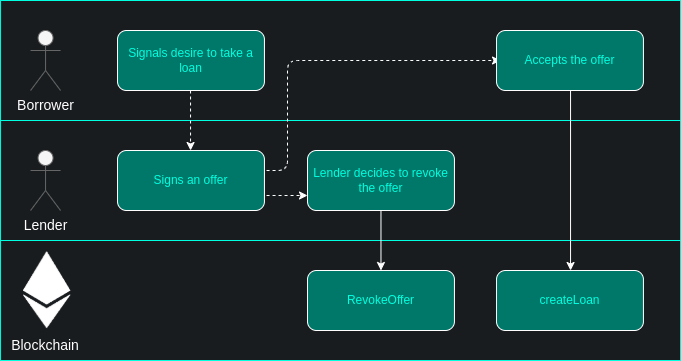 Signals desire to take a
loan
Accepts the offer
Borrower
Signs an offer
Lender decides to revoke
the offer
Lender
RevokeOffer
createLoan
Blockchain